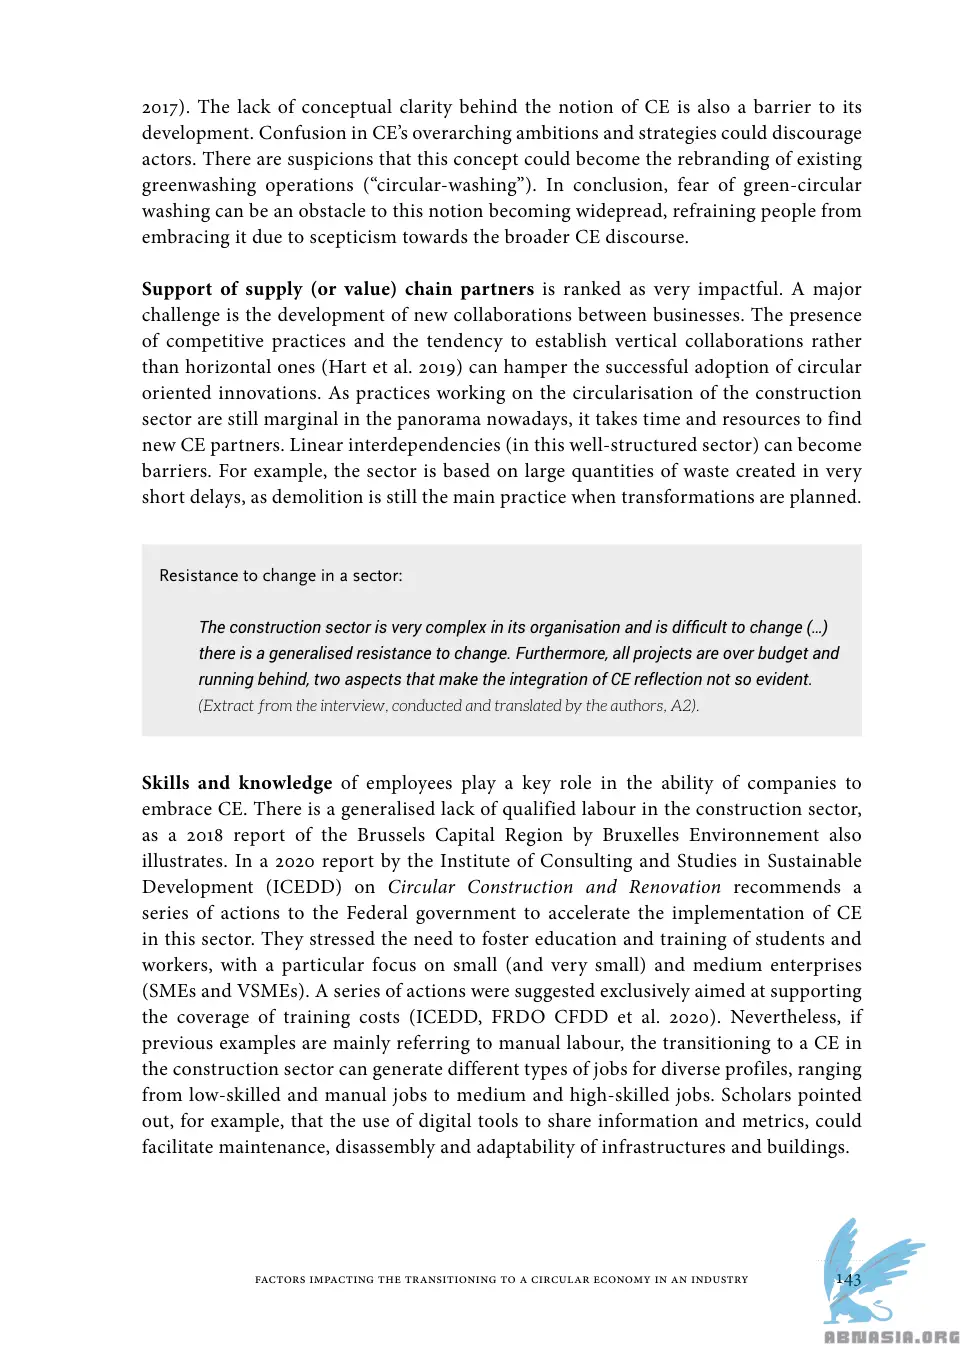 2017). The lack of conceptual clarity behind the notion of CE is also a barrier to its
development. Confusion in CE’s overarching ambitions and strategies could discourage
actors. There are suspicions that this concept could become the rebranding of existing
greenwashing operations (“circular-washing”). In conclusion, fear of green-circular
washing can be an obstacle to this notion becoming widepread, refraining people from
embracing it due to scepticism towards the broader CE discourse.
Support of supply (or value) chain partners is ranked as very impactful. A major
challenge is the development of new collaborations between businesses. The presence
of competitive practices and the tendency to establish vertical collaborations rather
than horizontal ones (Hart et al. 2019) can hamper the successful adoption of circular
oriented innovations. As practices working on the circularisation of the construction
sector are still marginal in the panorama nowadays, it takes time and resources to find
new CE partners. Linear interdependencies (in this well-structured sector) can become
barriers. For example, the sector is based on large quantities of waste created in very
short delays, as demolition is still the main practice when transformations are planned.
Resistance to change in a sector:
The construction sector is very complex in its organisation and is difficult to change (…)
there is a generalised resistance to change. Furthermore, all projects are over budget and
running behind, two aspects that make the integration of CE reflection not so evident.
(Extract from the interview, conducted and translated by the authors, A2).
Skills and knowledge of employees play a key role in the ability of companies to
embrace CE. There is a generalised lack of qualified labour in the construction sector,
as a 2018 report of the Brussels Capital Region by Bruxelles Environnement also
illustrates. In a 2020 report by the Institute of Consulting and Studies in Sustainable
Development (ICEDD) on Circular Construction and Renovation recommends a
series of actions to the Federal government to accelerate the implementation of CE
in this sector. They stressed the need to foster education and training of students and
workers, with a particular focus on small (and very small) and medium enterprises
(SMEs and VSMEs). A series of actions were suggested exclusively aimed at supporting
the coverage of training costs (ICEDD, FRDO CFDD et al. 2020). Nevertheless, if
previous examples are mainly referring to manual labour, the transitioning to a CE in
the construction sector can generate different types of jobs for diverse profiles, ranging
from low-skilled and manual jobs to medium and high-skilled jobs. Scholars pointed
out, for example, that the use of digital tools to share information and metrics, could
facilitate maintenance, disassembly and adaptability of infrastructures and buildings.
FACTORS IMPACTING THE TRANSITIONING TO A CIRCULAR ECONOMY IN AN INDUSTRY 143
ABNASIA.ORG